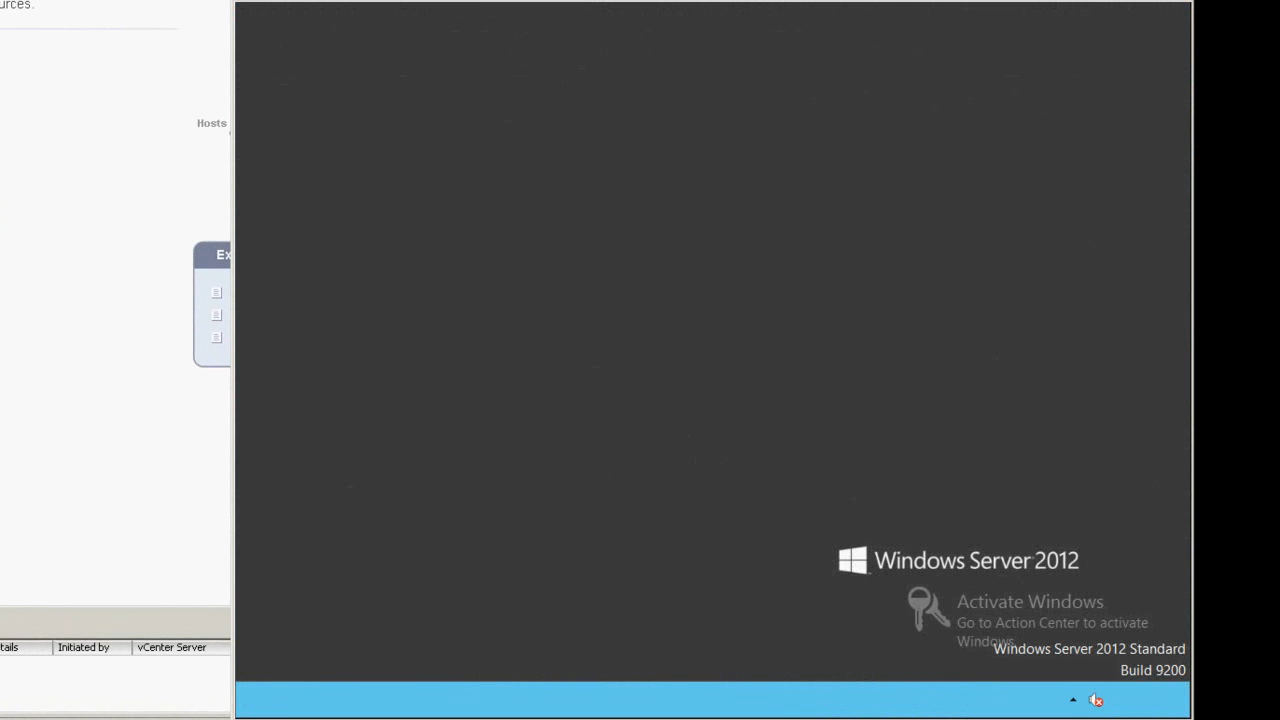 urces.
Hosts
Ex
Windows Server 2012
Activate Windows
Go to Action Center to activate
Windows.
Windows Server 2012 Standard
Build 9200
tails
Initiated by
vCenter Server